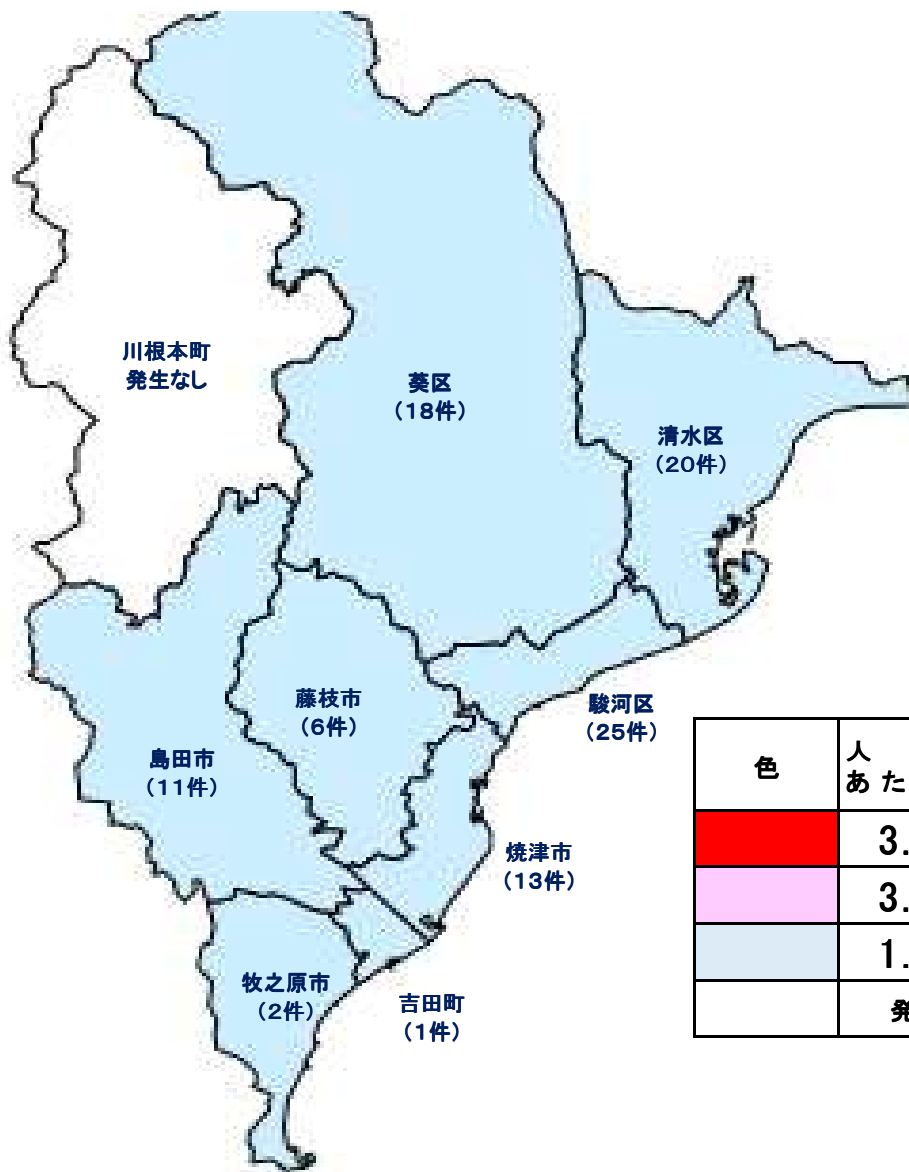 川根本町
発生なし
葵区
（18件）
清水区
（20件）
藤枝市
（6件）
駿河区
（25件）
島田市
（11件）
焼津市
（13件）
牧之原市
（2件）
吉田町
（1件）
色
人
あ た
3.
3.
1.
発